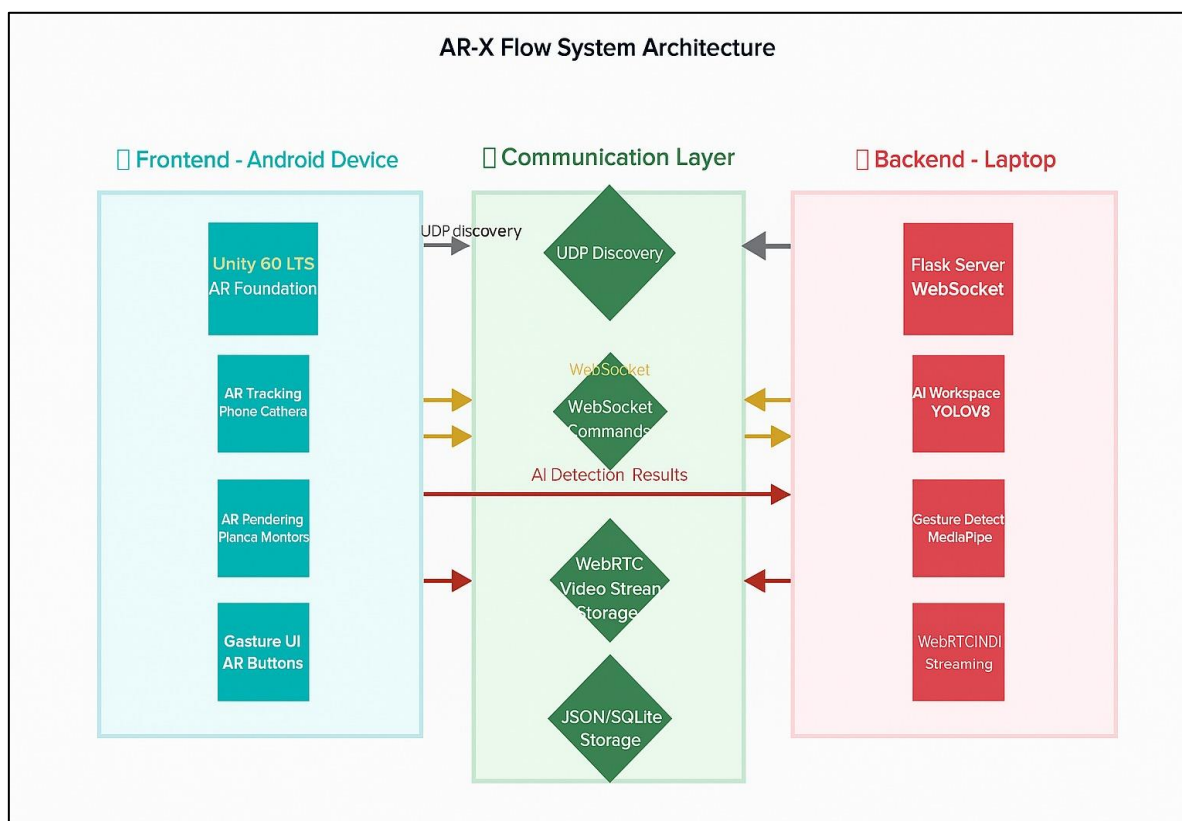 AR-X Flow System Architecture
Frontend - Android Device
Unity 60 LTS
AR Foundation
AR Tracking
Phone Cathera
AR Pendering
Planca Montors
Gasture UI
AR Buttons
UDP discovery
Communication Layer
UDP Discovery
WebSocket
WebSocket
Commands
AI Detection Results
WebRTC
Video Strean
Storage
JSON/SQLite
Storage
Backend - Laptop
Flask Server
WebSocket
AI Workspace
YOLOV8
Gesture Detect
MediaPipe
WebRTCINDI
Streaming